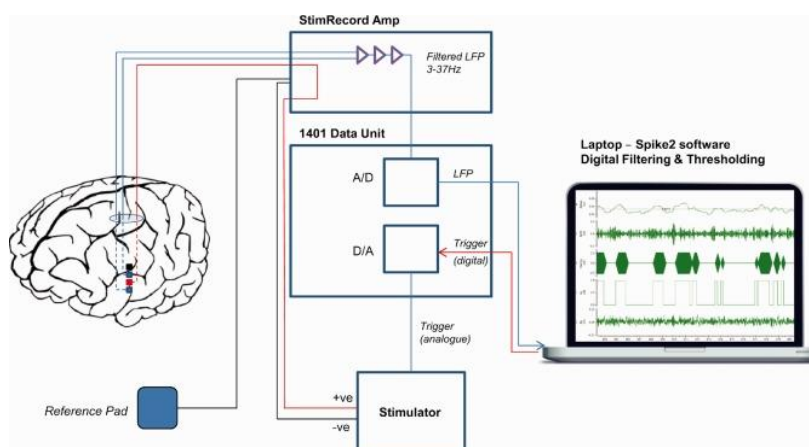 StimRecord Amp
Filtered LFP
3-37Hz
1401 Data Unit
A/D
LFP
D/A
Trigger
(digital)
Laptop – Spike2 software
Digital Filtering & Thresholding
Trigger
(analogue)
Reference Pad
+ve
-ve
Stimulator